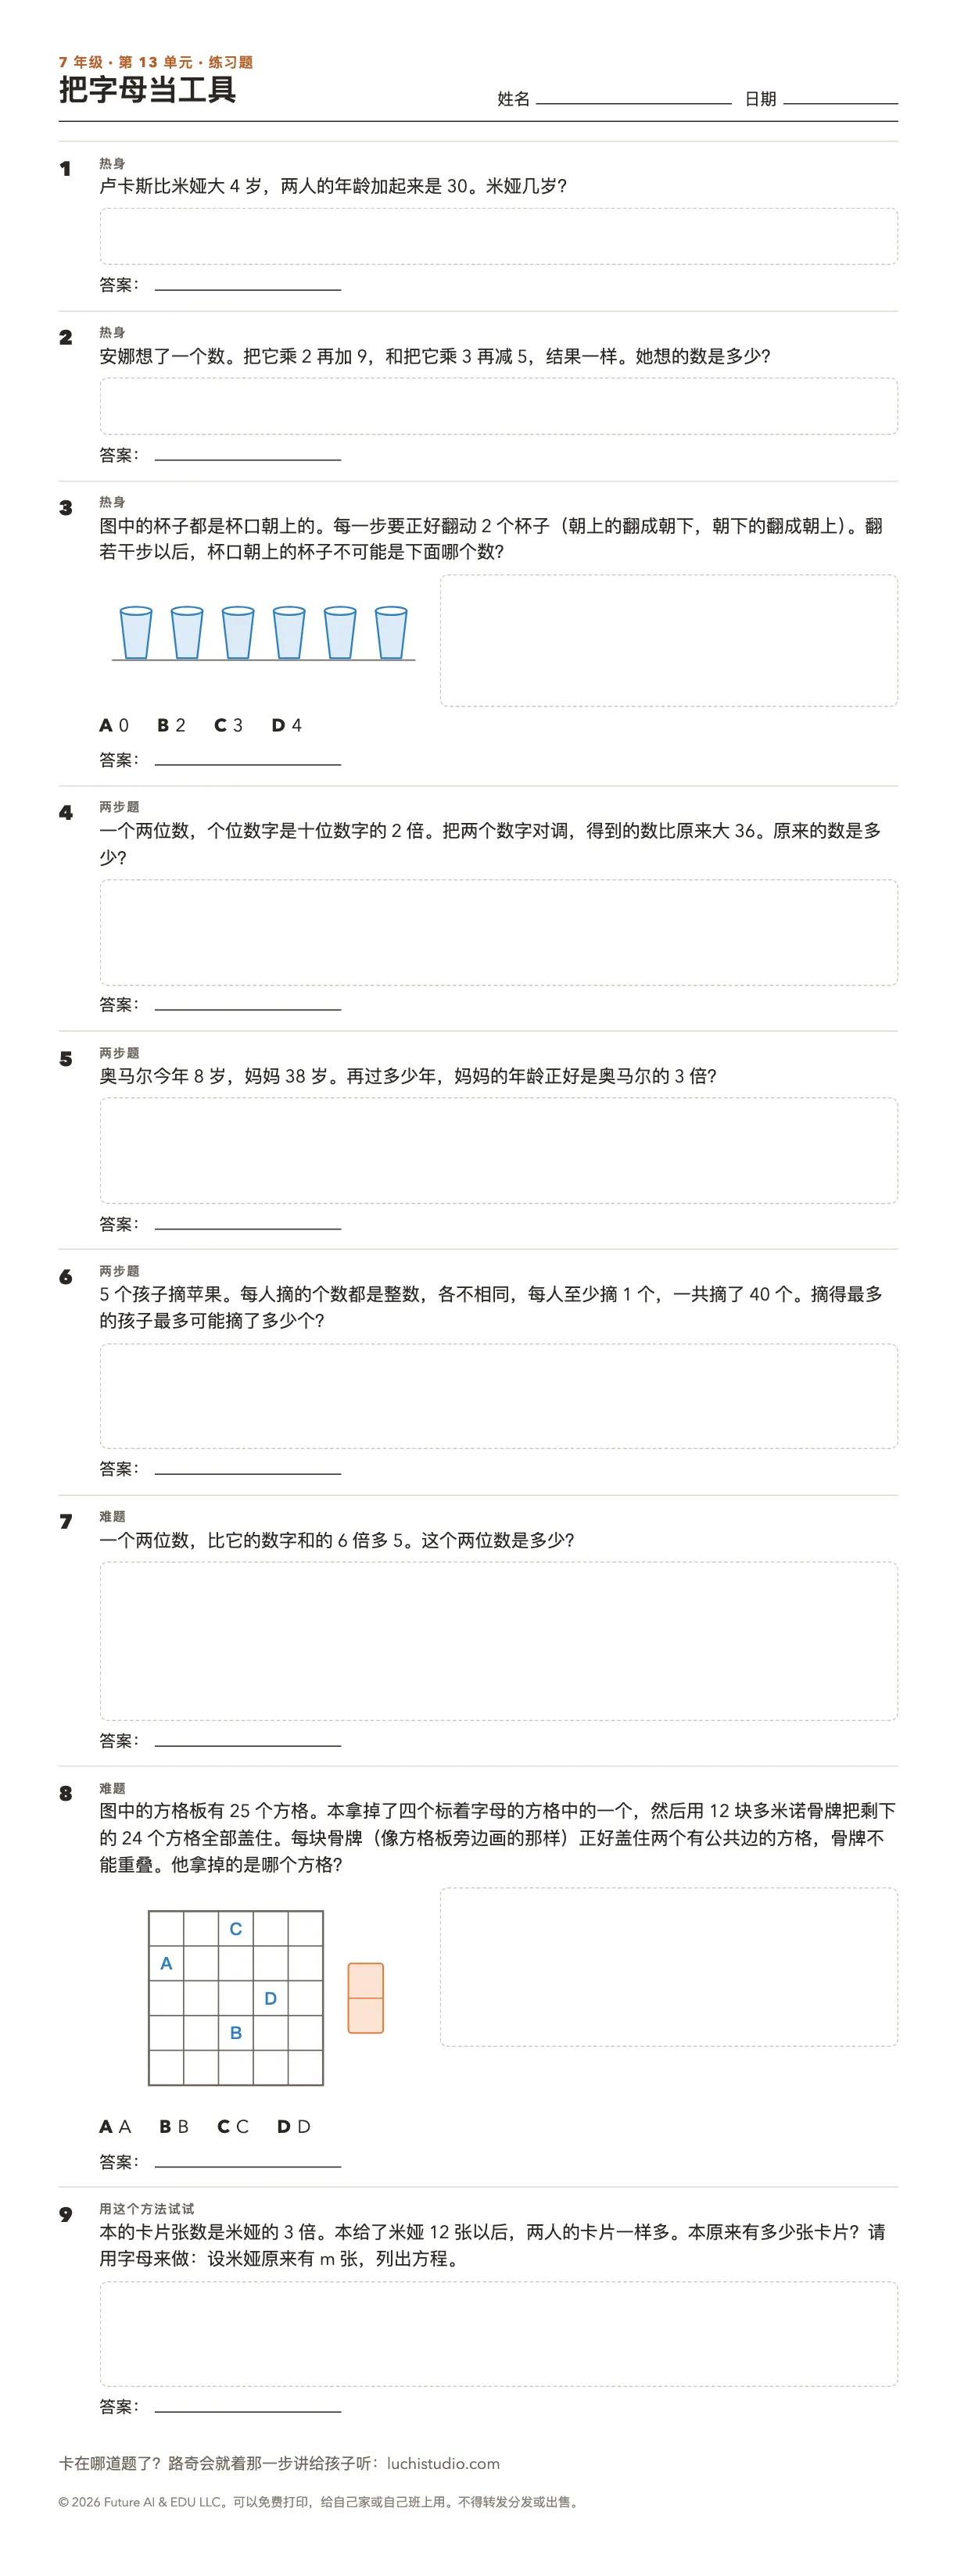 7 年级 · 第 13 单元 · 练习题
把字母当工具
姓名
日期
1
热身
卢卡斯比米娅大 4 岁，两人的年龄加起来是 30。米娅几岁？
答案：
2
热身
安娜想了一个数。把它乘 2 再加 9，和把它乘 3 再减 5，结果一样。她想的数是多少？
答案：
3
热身
图中的杯子都是杯口朝上的。每一步要正好翻动 2 个杯子（朝上的翻成朝下，朝下的翻成朝上）。翻
若干步以后，杯口朝上的杯子不可能是下面哪个数？
A 0 B 2 C 3 D 4
答案：
4
两步题
一个两位数，个位数字是十位数字的 2 倍。把两个数字对调，得到的数比原来大 36。原来的数是多
少？
答案：
5
两步题
奥马尔今年 8 岁，妈妈 38 岁。再过多少年，妈妈的年龄正好是奥马尔的 3 倍？
答案：
6
两步题
5 个孩子摘苹果。每人摘的个数都是整数，各不相同，每人至少摘 1 个，一共摘了 40 个。摘得最多
的孩子最多可能摘了多少个？
答案：
7
难题
一个两位数，比它的数字和的 6 倍多 5。这个两位数是多少？
答案：
8
难题
图中的方格板有 25 个方格。本拿掉了四个标着字母的方格中的一个，然后用 12 块多米诺骨牌把剩下
的 24 个方格全部盖住。每块骨牌（像方格板旁边画的那样）正好盖住两个有公共边的方格，骨牌不
能重叠。他拿掉的是哪个方格？
C
A
D
B
A A B B C C D D
答案：
9
用这个方法试试
本的卡片张数是米娅的 3 倍。本给了米娅 12 张以后，两人的卡片一样多。本原来有多少张卡片？请
用字母来做：设米娅原来有 m 张，列出方程。
答案：
卡在哪道题了？路奇会就着那一步讲给孩子听：luchistudio.com
© 2026 Future AI & EDU LLC。可以免费打印，给自己家或自己班上用。不得转发分发或出售。